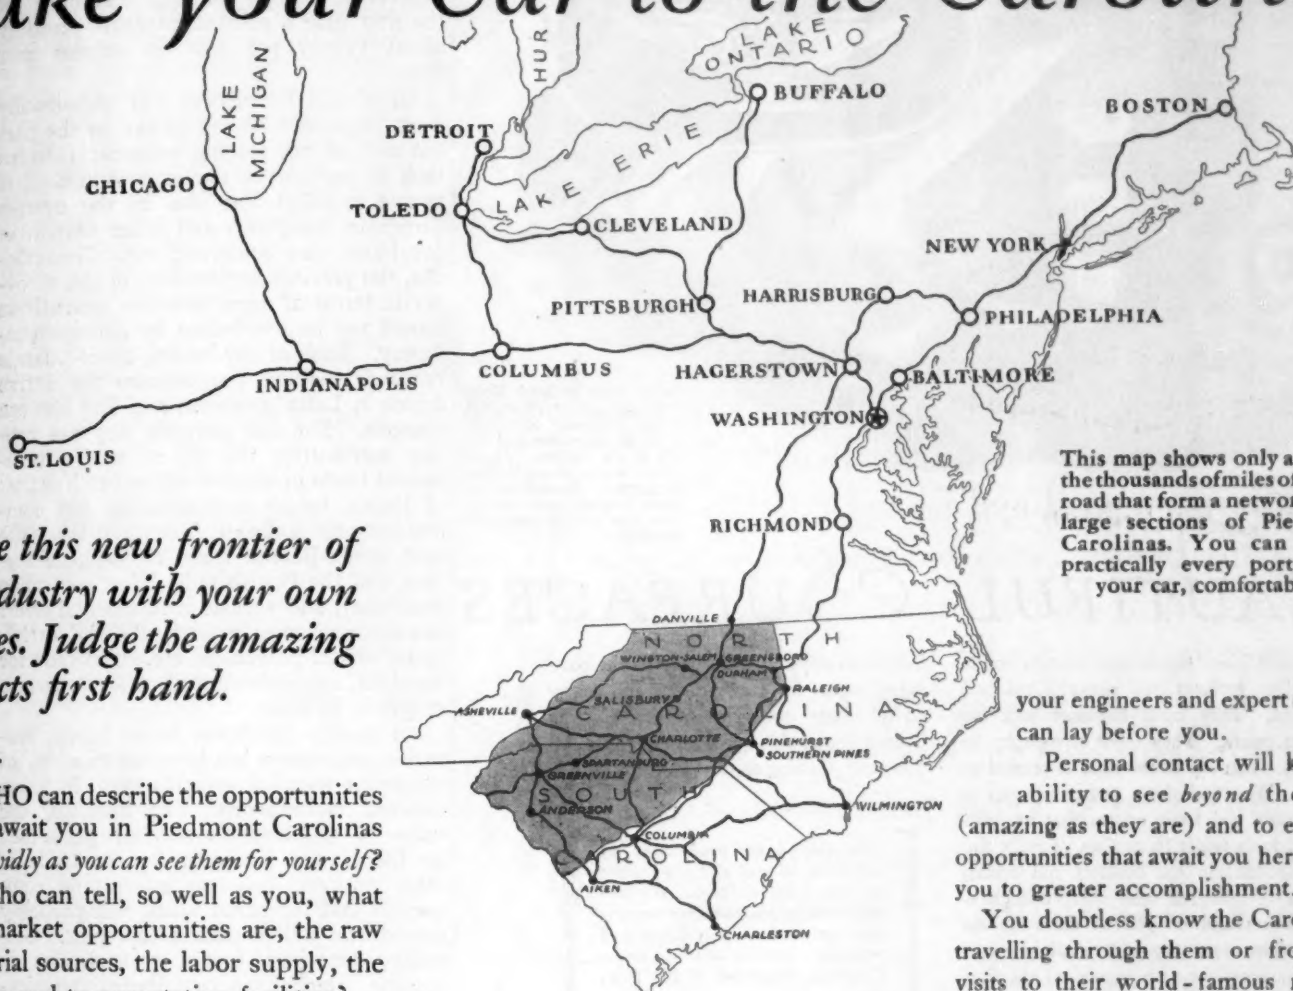 ake your Car to the Carolin
LAKE
MICHIGAN
HUR
LAKE
ONTARIO
BUFFALO
BOSTON
DETROIT
LAKE ERIE
CHICAGO
TOLEDO
CLEVELAND
NEW YORK
PITTSBURGH
HARRISBURG
PHILADELPHIA
INDIANAPOLIS
COLUMBUS
HAGERSTOWN
BALTIMORE
WASHINGTON
ST. LOUIS
RICHMOND
This map shows only a
the thousands of miles of
road that form a networ
large sections of Pie
Carolinas. You can
practically every port
your car, comfortab
e this new frontier of
dustry with your own
es. Judge the amazing
cts first hand.
DANVILLE
NORTH
WINSTON-SALEM
GREENSBORO
DURHAM
RALEIGH
SALISBURY
ASHEVILLE
CAROLINA
CHARLOTTE
PINEHURST
SOUTHERN PINES
SPARTANBURG
GREENVILLE
SOUTH
ANDERSON
WILMINGTON
COLUMBIA
CAROLINA
AIKEN
CHARLESTON
HO can describe the opportunities
await you in Piedmont Carolinas
vidly as you can see them for yourself?
ho can tell, so well as you, what
market opportunities are, the raw
rial sources, the labor supply, the
your engineers and expert
can lay before you.
Personal contact will k
ability to see beyond the
(amazing as they are) and to e
opportunities that await you her
you to greater accomplishment.
You doubtless know the Car
travelling through them or fro
visits to their world-famous